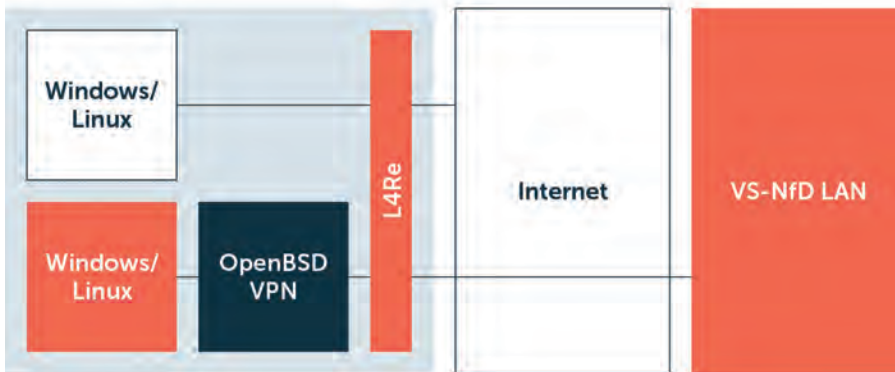 Windows/
Linux
Windows/
Linux
OpenBSD
VPN
L4Re
Internet
VS-NfD LAN